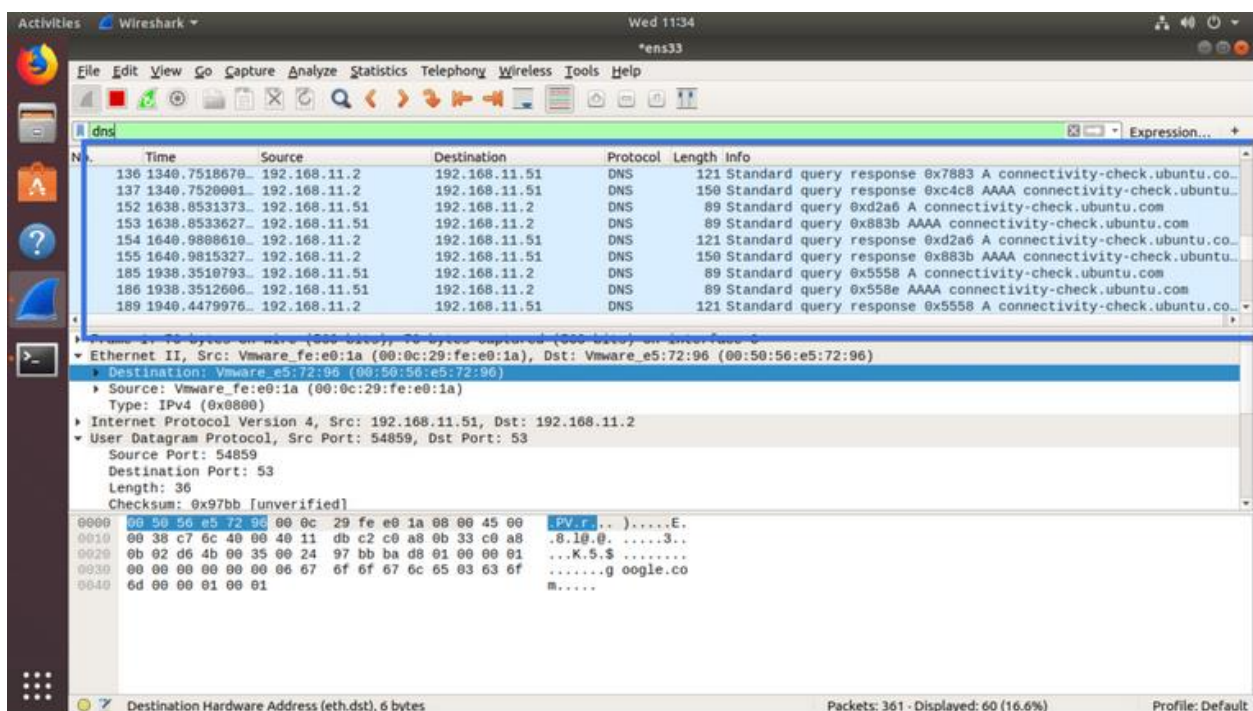 Activities Wireshark Wed 11:34
*ens33
File Edit View Go Capture Analyze Statistics Telephony Wireless Tools Help
dns Expression... +
No. Time Source Destination Protocol Length Info
136 1340.7518670… 192.168.11.2 192.168.11.51 DNS 121 Standard query response 0x7883 A connectivity-check.ubuntu.co…
137 1340.7520001… 192.168.11.2 192.168.11.51 DNS 150 Standard query response 0xc4c8 AAAA connectivity-check.ubuntu…
152 1638.8531373… 192.168.11.51 192.168.11.2 DNS 89 Standard query 0xd2a6 A connectivity-check.ubuntu.com
153 1638.8533627… 192.168.11.51 192.168.11.2 DNS 89 Standard query 0x883b AAAA connectivity-check.ubuntu.com
154 1640.9808610… 192.168.11.2 192.168.11.51 DNS 121 Standard query response 0xd2a6 A connectivity-check.ubuntu.co…
155 1640.9815327… 192.168.11.2 192.168.11.51 DNS 150 Standard query response 0x883b AAAA connectivity-check.ubuntu…
185 1938.3510793… 192.168.11.51 192.168.11.2 DNS 89 Standard query 0x5558 A connectivity-check.ubuntu.com
186 1938.3512606… 192.168.11.51 192.168.11.2 DNS 89 Standard query 0x558e AAAA connectivity-check.ubuntu.com
189 1940.4479976… 192.168.11.2 192.168.11.51 DNS 121 Standard query response 0x5558 A connectivity-check.ubuntu.co…
Ethernet II, Src: Vmware_fe:e0:1a (00:0c:29:fe:e0:1a), Dst: Vmware_e5:72:96 (00:50:56:e5:72:96)
Destination: Vmware_e5:72:96 (00:50:56:e5:72:96)
Source: Vmware_fe:e0:1a (00:0c:29:fe:e0:1a)
Type: IPv4 (0x0800)
Internet Protocol Version 4, Src: 192.168.11.51, Dst: 192.168.11.2
User Datagram Protocol, Src Port: 54859, Dst Port: 53
Source Port: 54859
Destination Port: 53
Length: 36
Checksum: 0x97bb [unverified]
0000 00 50 56 e5 72 96 00 0c 29 fe e0 1a 08 00 45 00 .PV.r... ).....E.
0010 00 38 c7 6c 40 00 40 11 db c2 c0 a8 0b 33 c0 a8 .8.l@.@. .....3..
0020 0b 02 d6 4b 00 35 00 24 97 bb ba d8 01 00 00 01 ...K.5.$ ........
0030 00 00 00 00 00 00 06 67 6f 6f 67 6c 65 03 63 6f .......g oogle.co
0040 6d 00 00 01 00 01 m.....
Destination Hardware Address (eth.dst), 6 bytes Packets: 361 · Displayed: 60 (16.6%) Profile: Default